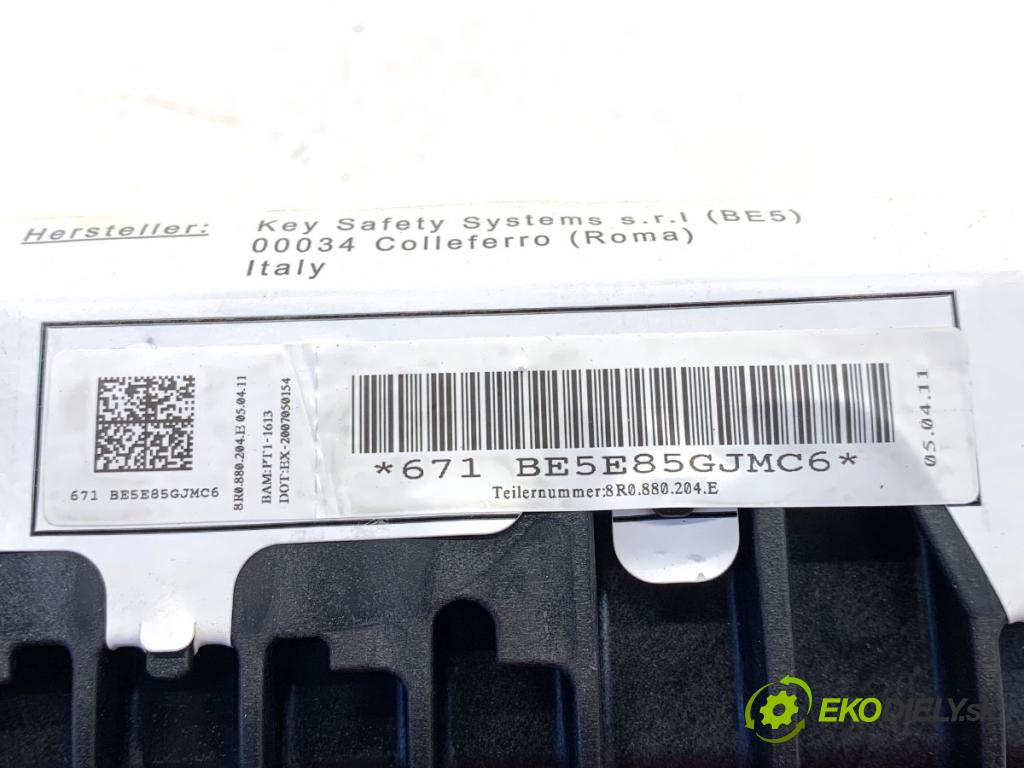 Hersteller: Key Safety Systems s.r.l (BE5)
00034 Colleferro (Roma)
Italy
671 BE5E85GJMC6
8R0.880.204.E 05.04.11
BAM:PT1-1613
DOT:EX-2007050154
*671 BE5E85GJMC6*
Teilernummer:8R0.880.204.E
05.04.11
EKODIELY.SK